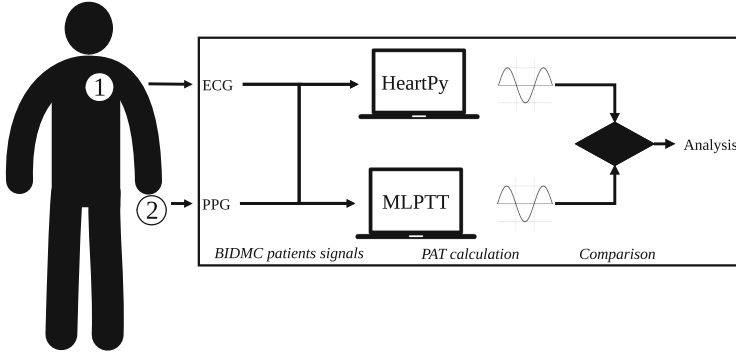 1
ECG
HeartPy
Analysis
2
PPG
MLPTT
BIDMC patients signals
PAT calculation
Comparison